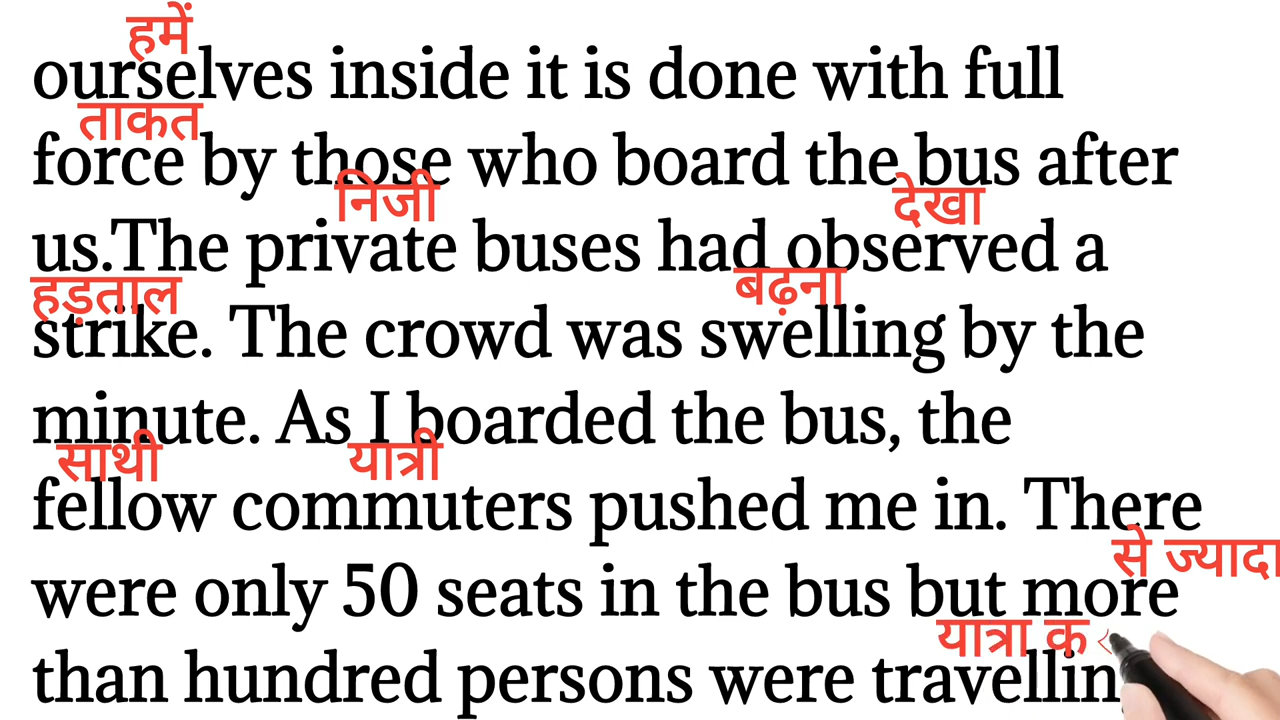 हमें
ourselves inside it is done with full
ताकत
force by those who board the bus after
निजी देखा
us.The private buses had observed a
हड़ताल बढ़ना
strike. The crowd was swelling by the
minute. As I boarded the bus, the
साथी यात्री
fellow commuters pushed me in. There
से ज्यादा
were only 50 seats in the bus but more
यात्रा क
than hundred persons were travellin